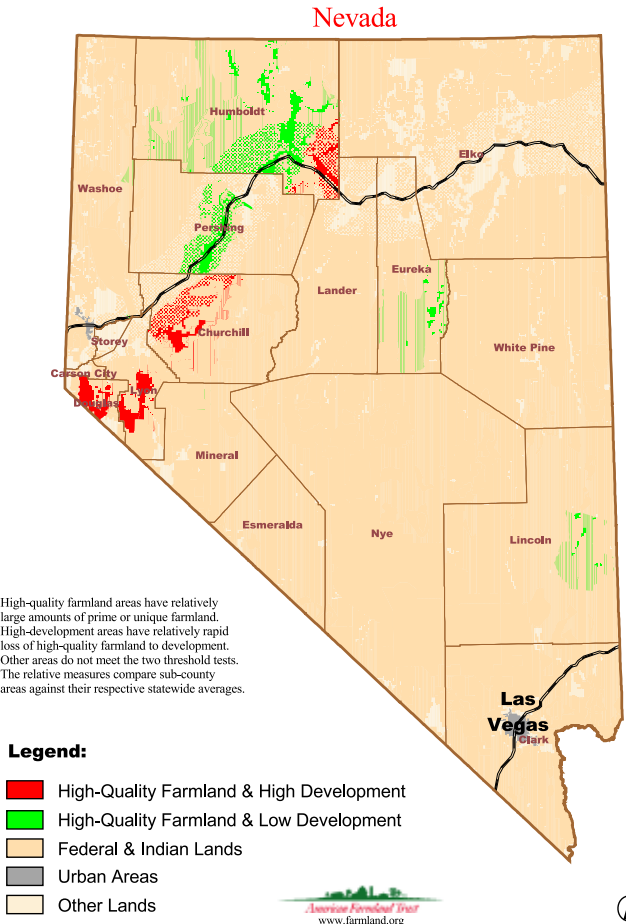 Nevada
Humboldt
Elko
Washoe
Pershing
Eureka
Lander
Churchill
Storey
White Pine
Carson City
Lyon
Douglas
Mineral
Esmeralda
Nye
Lincoln
High-quality farmland areas have relatively
large amounts of prime or unique farmland.
High-development areas have relatively rapid
loss of high-quality farmland to development.
Other areas do not meet the two threshold tests.
The relative measures compare sub-county
areas against their respective statewide averages.
Las
Vegas
Clark
Legend:
High-Quality Farmland & High Development
High-Quality Farmland & Low Development
Federal & Indian Lands
Urban Areas
Other Lands
American Farmland Trust
www.farmland.org